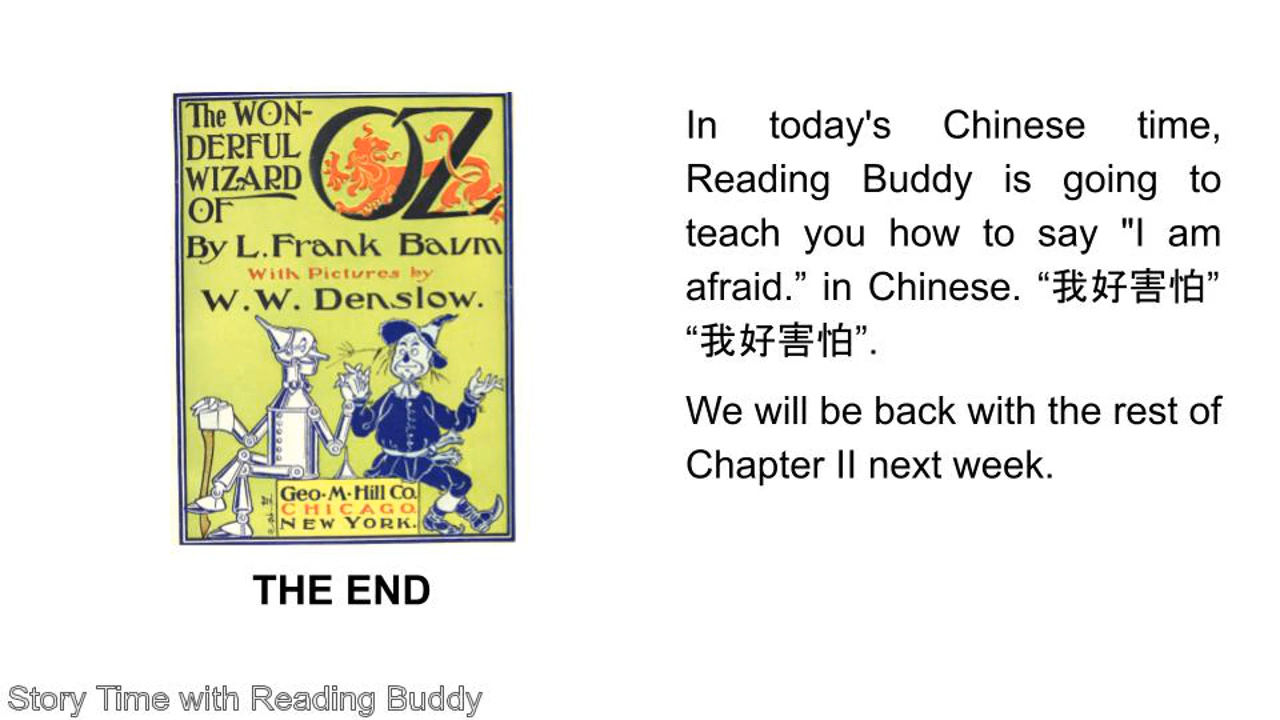 The WON-
DERFUL
WIZARD
OF
OZ
By L. Frank Baum
With Pictures by
W. W. Denslow.
Geo. M. Hill Co.
CHICAGO.
NEW YORK.
THE END
In today's Chinese time,
Reading Buddy is going to
teach you how to say "I am
afraid.” in Chinese. “我好害怕”
“我好害怕”.
We will be back with the rest of
Chapter II next week.
Story Time with Reading Buddy